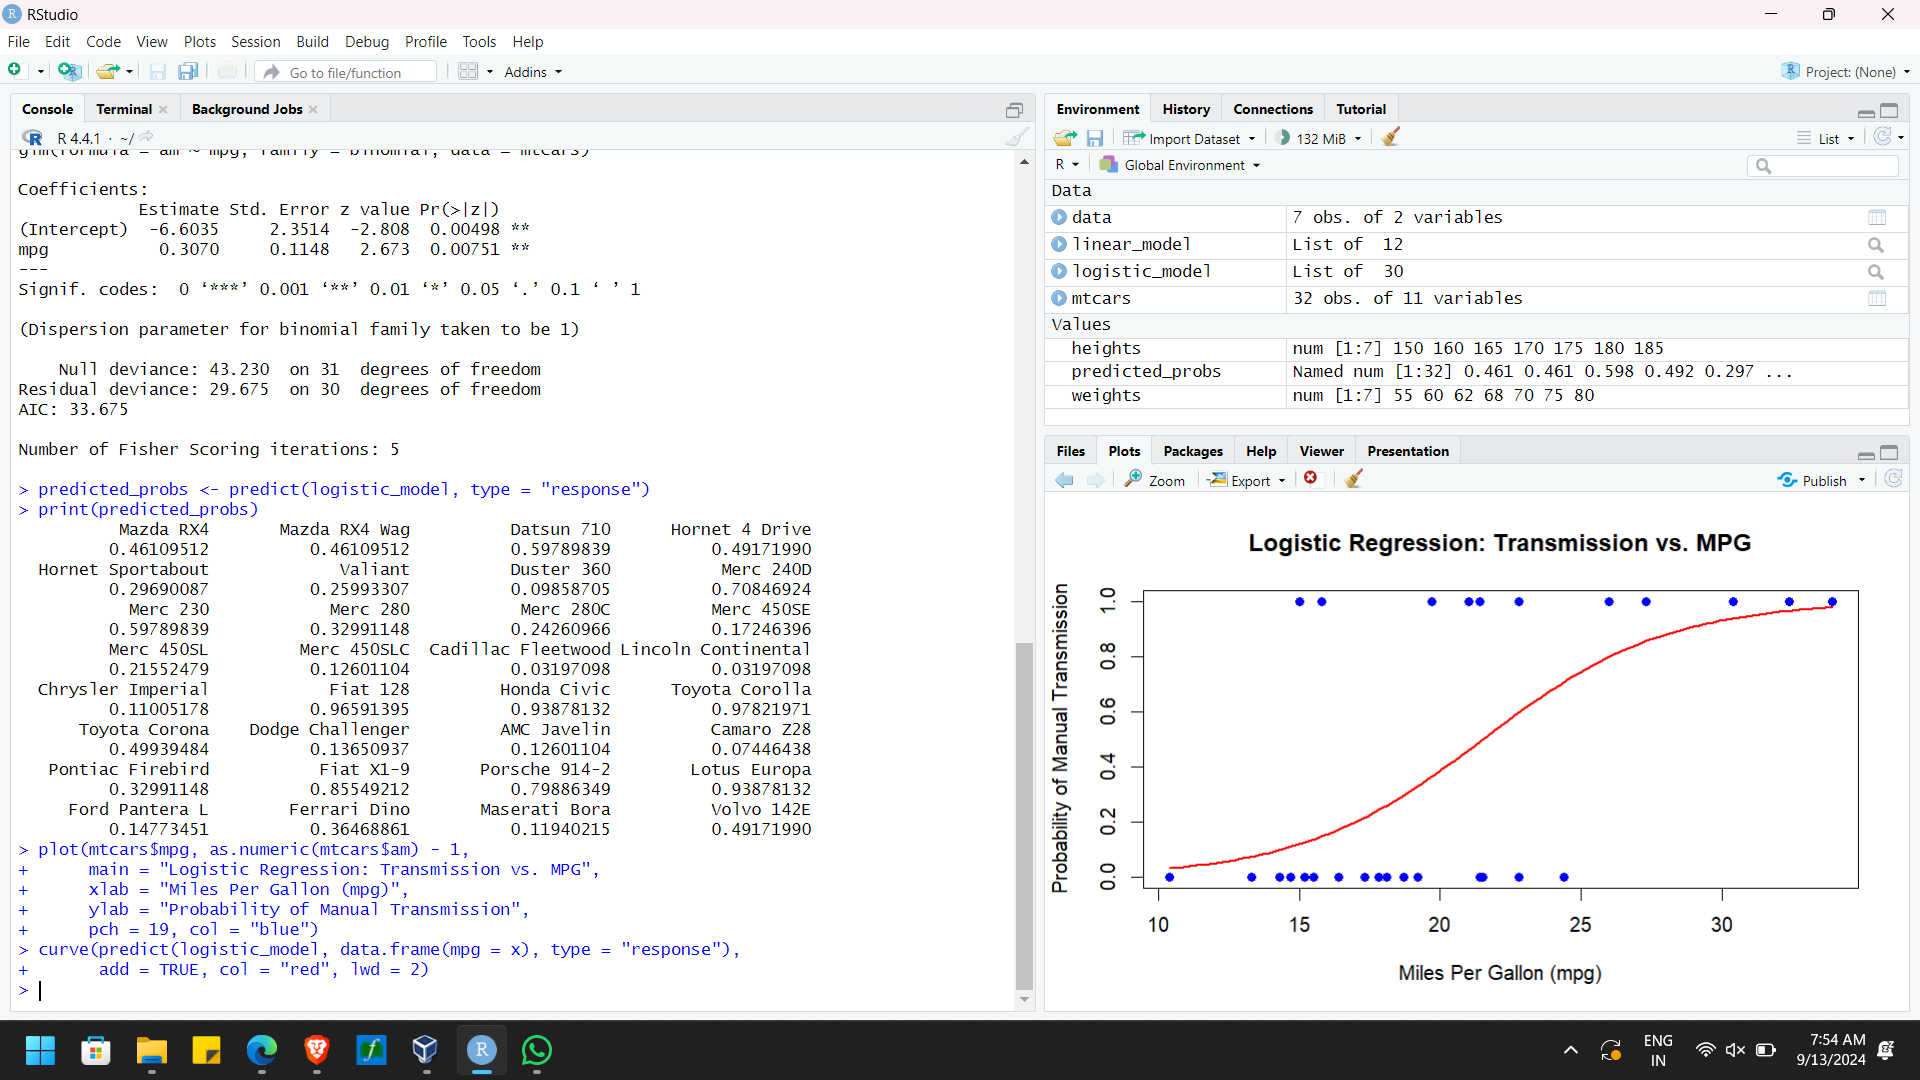 RStudio
File Edit Code View Plots Session Build Debug Profile Tools Help
Go to file/function Addins Project: (None)
Console Terminal Background Jobs
R 4.4.1 · ~/
glm(formula = am ~ mpg, family = binomial, data = mtcars)
Coefficients:
Estimate Std. Error z value Pr(>|z|)
(Intercept) -6.6035 2.3514 -2.808 0.00498 **
mpg 0.3070 0.1148 2.673 0.00751 **
---
Signif. codes: 0 ‘***’ 0.001 ‘**’ 0.01 ‘*’ 0.05 ‘.’ 0.1 ‘ ’ 1
(Dispersion parameter for binomial family taken to be 1)
Null deviance: 43.230 on 31 degrees of freedom
Residual deviance: 29.675 on 30 degrees of freedom
AIC: 33.675
Number of Fisher Scoring iterations: 5
> predicted_probs <- predict(logistic_model, type = "response")
> print(predicted_probs)
Mazda RX4 Mazda RX4 Wag Datsun 710 Hornet 4 Drive
0.46109512 0.46109512 0.59789839 0.49171990
Hornet Sportabout Valiant Duster 360 Merc 240D
0.29690087 0.25993307 0.09858705 0.70846924
Merc 230 Merc 280 Merc 280C Merc 450SE
0.59789839 0.32991148 0.24260966 0.17246396
Merc 450SL Merc 450SLC Cadillac Fleetwood Lincoln Continental
0.21552479 0.12601104 0.03197098 0.03197098
Chrysler Imperial Fiat 128 Honda Civic Toyota Corolla
0.11005178 0.96591395 0.93878132 0.97821971
Toyota Corona Dodge Challenger AMC Javelin Camaro Z28
0.49939484 0.13650937 0.12601104 0.07446438
Pontiac Firebird Fiat X1-9 Porsche 914-2 Lotus Europa
0.32991148 0.85549212 0.79886349 0.93878132
Ford Pantera L Ferrari Dino Maserati Bora Volvo 142E
0.14773451 0.36468861 0.11940215 0.49171990
> plot(mtcars$mpg, as.numeric(mtcars$am) - 1,
+ main = "Logistic Regression: Transmission vs. MPG",
+ xlab = "Miles Per Gallon (mpg)",
+ ylab = "Probability of Manual Transmission",
+ pch = 19, col = "blue")
> curve(predict(logistic_model, data.frame(mpg = x), type = "response"),
+ add = TRUE, col = "red", lwd = 2)
>
Environment History Connections Tutorial
Import Dataset 132 MiB List
R Global Environment
Data
data 7 obs. of 2 variables
linear_model List of 12
logistic_model List of 30
mtcars 32 obs. of 11 variables
Values
heights num [1:7] 150 160 165 170 175 180 185
predicted_probs Named num [1:32] 0.461 0.461 0.598 0.492 0.297 ...
weights num [1:7] 55 60 62 68 70 75 80
Files Plots Packages Help Viewer Presentation
Zoom Export Publish
Logistic Regression: Transmission vs. MPG
Probability of Manual Transmission
1.0
0.8
0.6
0.4
0.2
0.0
10 15 20 25 30
Miles Per Gallon (mpg)
ENG
IN
7:54 AM
9/13/2024